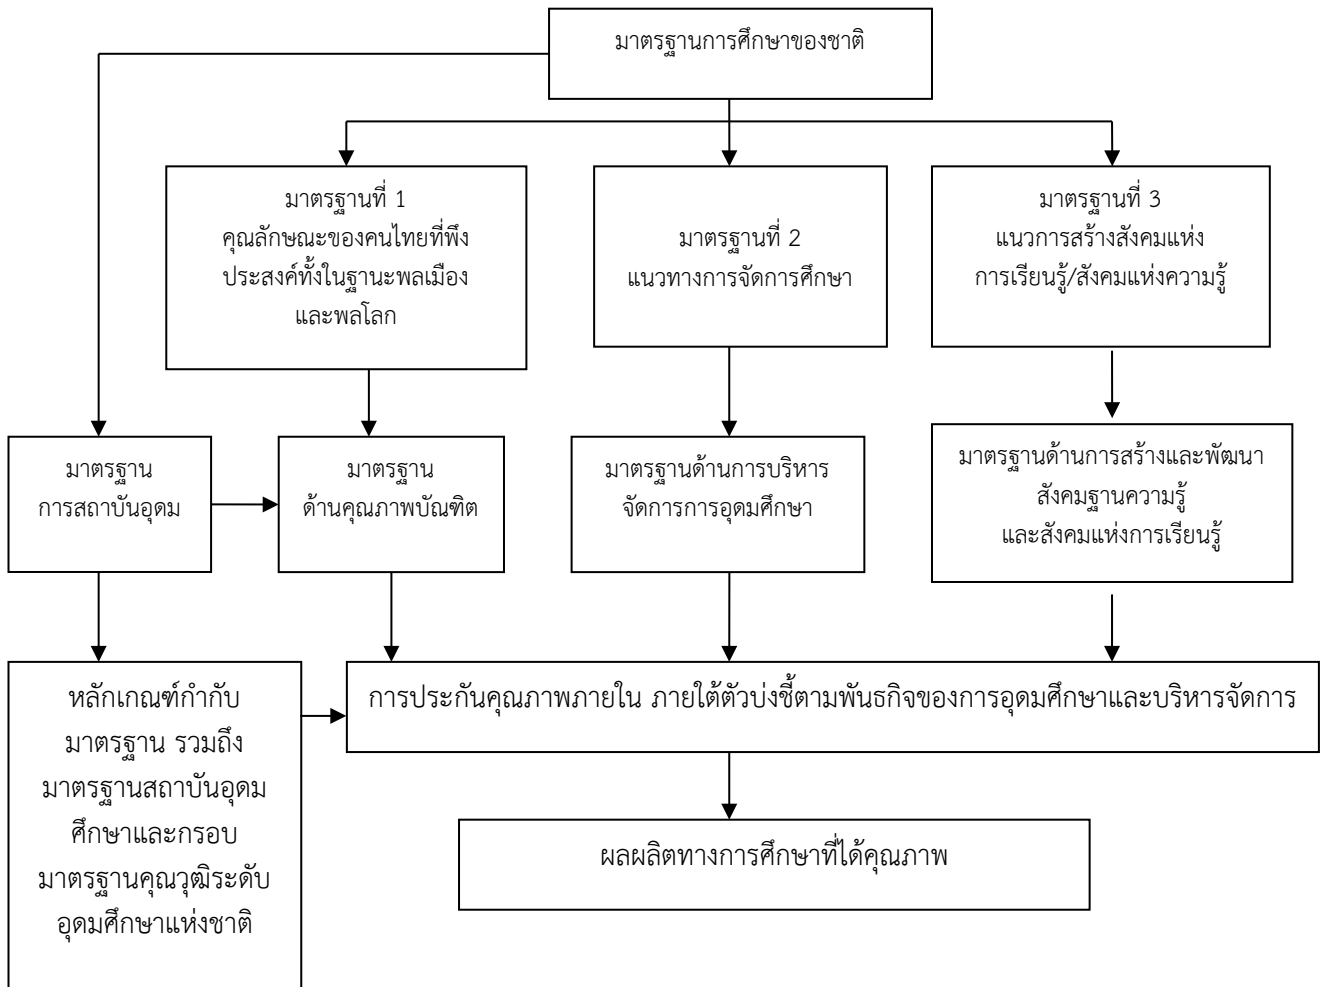 มาตรฐานการศึกษาของชาติ
มาตรฐานที่ 1
คุณลักษณะของคนไทยที่พึง
ประสงค์ทั้งในฐานะพลเมือง
และพลโลก
มาตรฐานที่ 2
แนวทางการจัดการศึกษา
มาตรฐานที่ 3
แนวการสร้างสังคมแห่ง
การเรียนรู้/สังคมแห่งความรู้
มาตรฐาน
การสถาบันอุดม
มาตรฐาน
ด้านคุณภาพบัณฑิต
มาตรฐานด้านการบริหาร
จัดการการอุดมศึกษา
มาตรฐานด้านการสร้างและพัฒนา
สังคมฐานความรู้
และสังคมแห่งการเรียนรู้
หลักเกณฑ์กำกับ
มาตรฐาน รวมถึง
มาตรฐานสถาบันอุดม
ศึกษาและกรอบ
มาตรฐานคุณวุฒิระดับ
อุดมศึกษาแห่งชาติ
การประกันคุณภาพภายใน ภายใต้ตัวบ่งชี้ตามพันธกิจของการอุดมศึกษาและบริหารจัดการ
ผลผลิตทางการศึกษาที่ได้คุณภาพ